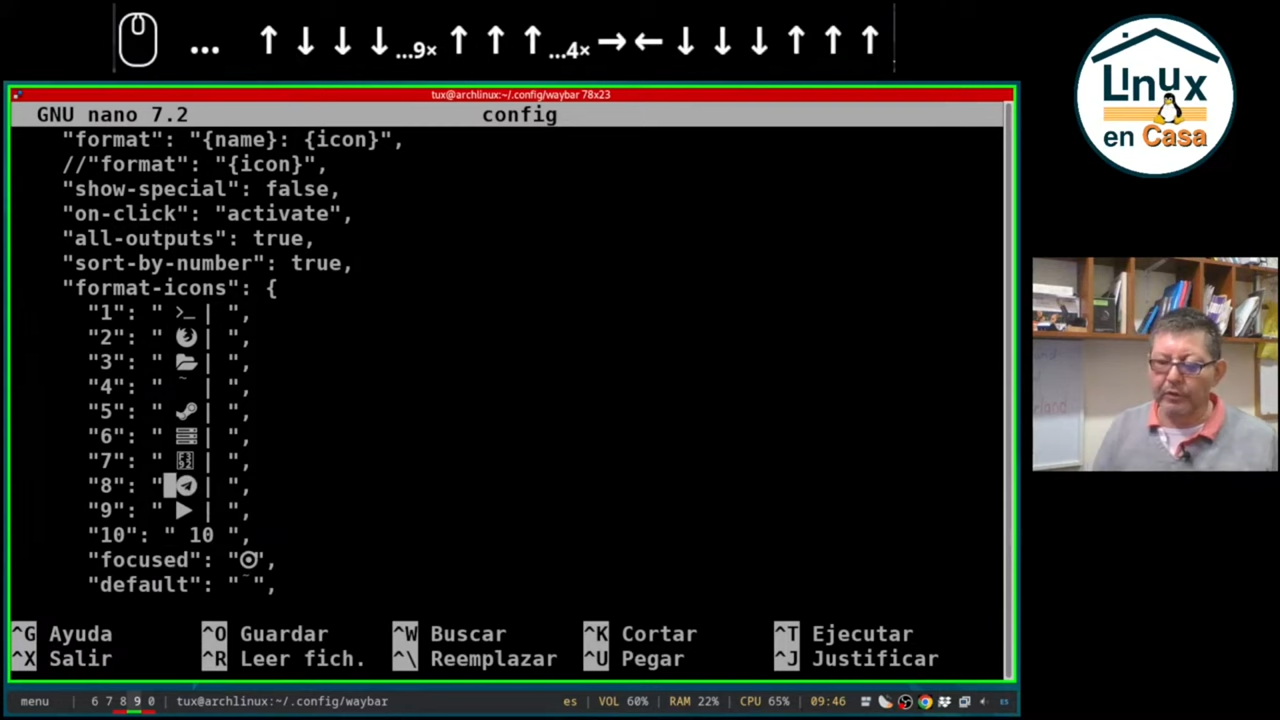 ... ↑ ↓ ↓ ↓ ...9× ↑ ↑ ↑ ...4× → ← ↓ ↓ ↓ ↑ ↑ ↑
Linux
en Casa
tux@archlinux:~/.config/waybar 78x23
GNU nano 7.2 config
"format": "{name}: {icon}",
//"format": "{icon}",
"show-special": false,
"on-click": "activate",
"all-outputs": true,
"sort-by-number": true,
"format-icons": {
"1": " >_ | ",
"2": " | ",
"3": " | ",
"4": " ~ | ",
"5": " | ",
"6": " | ",
"7": " | ",
"8": " | ",
"9": " ▶ | ",
"10": " 10 ",
"focused": "",
"default": "~",
^G Ayuda ^O Guardar ^W Buscar ^K Cortar ^T Ejecutar
^X Salir ^R Leer fich. ^\ Reemplazar ^U Pegar ^J Justificar
menu | 6 7 8 9 0 | tux@archlinux:~/.config/waybar es | VOL 60% | RAM 22% | CPU 65% | 09:46 ES